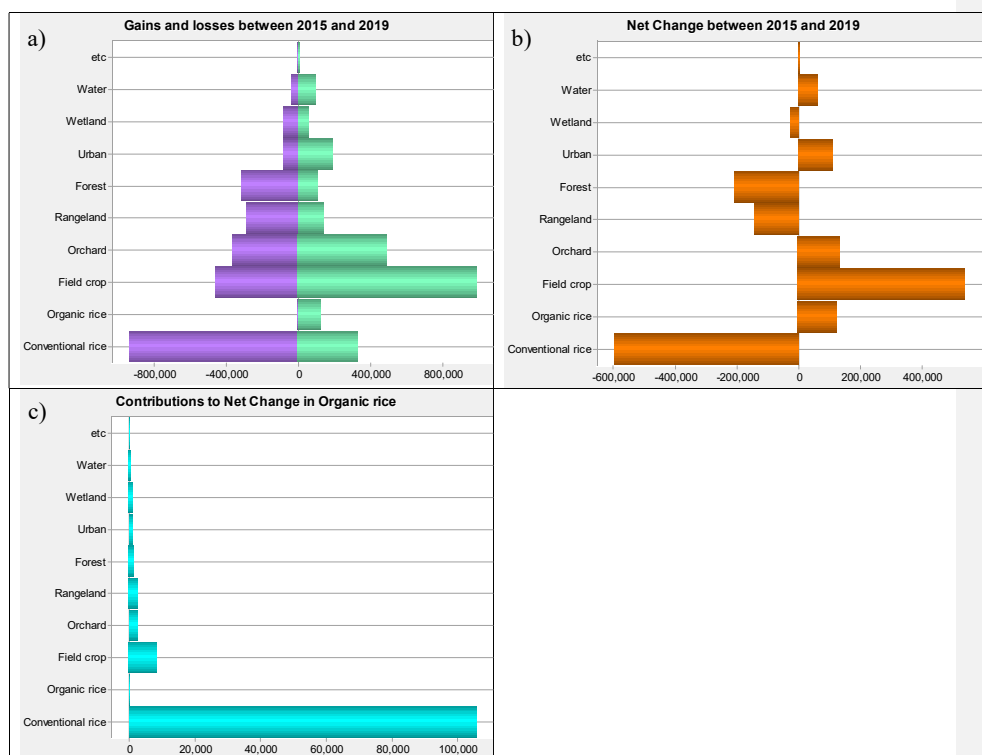 a)
Gains and losses between 2015 and 2019
etc
Water
Wetland
Urban
Forest
Rangeland
Orchard
Field crop
Organic rice
Conventional rice
-800,000 -400,000 0 400,000 800,000
b)
Net Change between 2015 and 2019
etc
Water
Wetland
Urban
Forest
Rangeland
Orchard
Field crop
Organic rice
Conventional rice
-600,000 -400,000 -200,000 0 200,000 400,000
c)
Contributions to Net Change in Organic rice
etc
Water
Wetland
Urban
Forest
Rangeland
Orchard
Field crop
Organic rice
Conventional rice
0 20,000 40,000 60,000 80,000 100,000